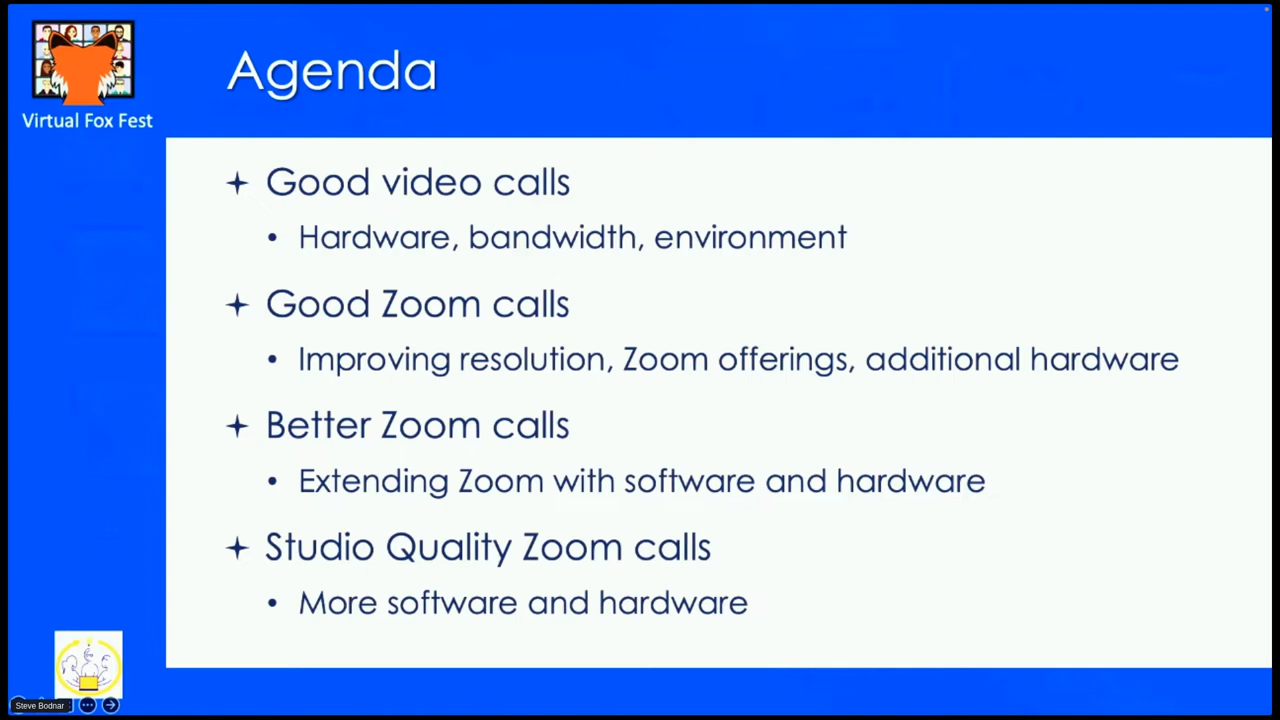 Agenda
Virtual Fox Fest
Good video calls
Hardware, bandwidth, environment
Good Zoom calls
Improving resolution, Zoom offerings, additional hardware
Better Zoom calls
Extending Zoom with software and hardware
Studio Quality Zoom calls
More software and hardware
Steve Bodnar